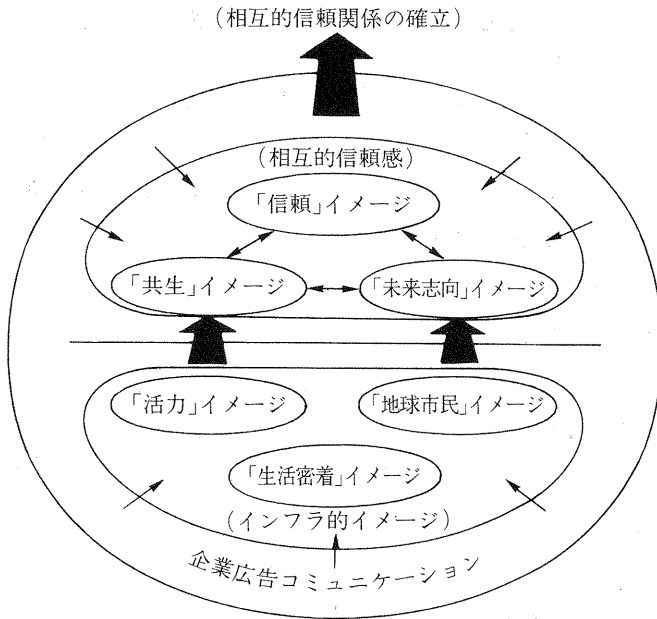 (相互的信頼関係の確立)
(相互的信頼感)
「信頼」イメージ
「共生」イメージ
「未来志向」イメージ
「活力」イメージ
「地球市民」イメージ
「生活密着」イメージ
(インフラ的イメージ)
企業広告コミュニケーション